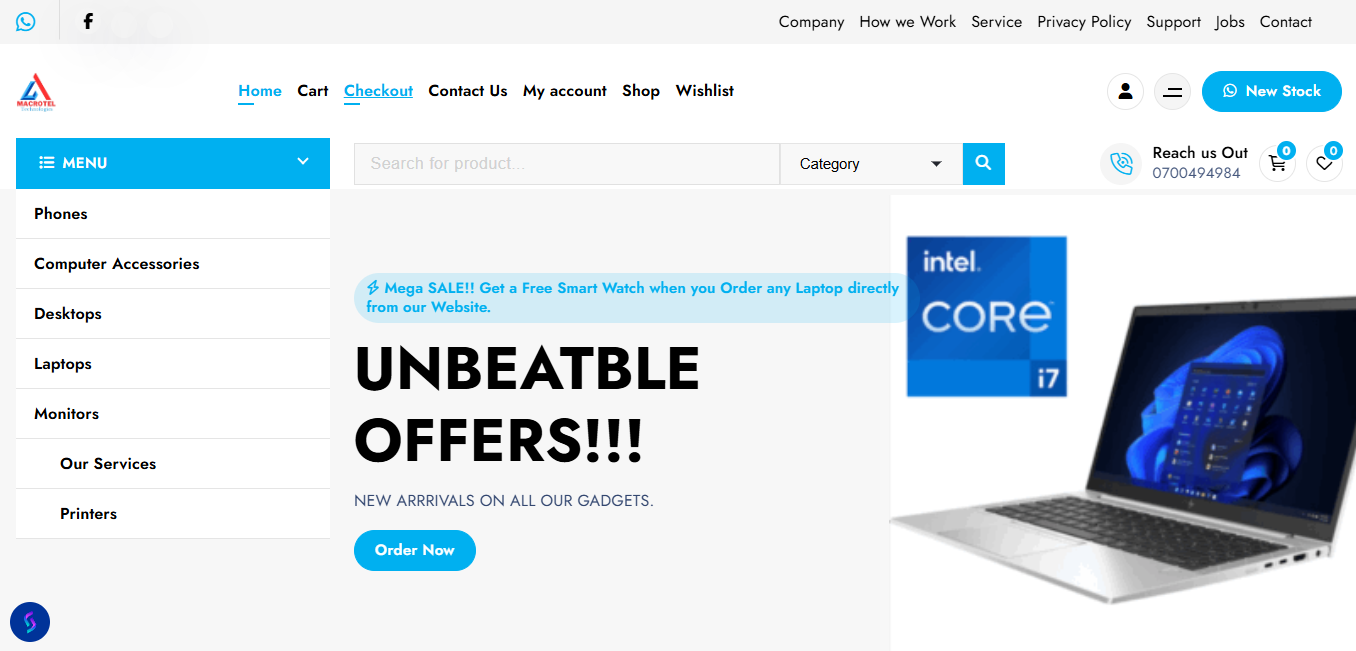 Company How we Work Service Privacy Policy Support Jobs Contact
MACROTEL
Home Cart Checkout Contact Us My account Shop Wishlist
New Stock
MENU
Search for product...
Category
Reach us Out
0700494984
0
0
Phones
Computer Accessories
Desktops
Laptops
Monitors
Our Services
Printers
Mega SALE!! Get a Free Smart Watch when you Order any Laptop directly
from our Website.
UNBEATBLE
OFFERS!!!
NEW ARRRIVALS ON ALL OUR GADGETS.
Order Now
intel.
CORE
i7